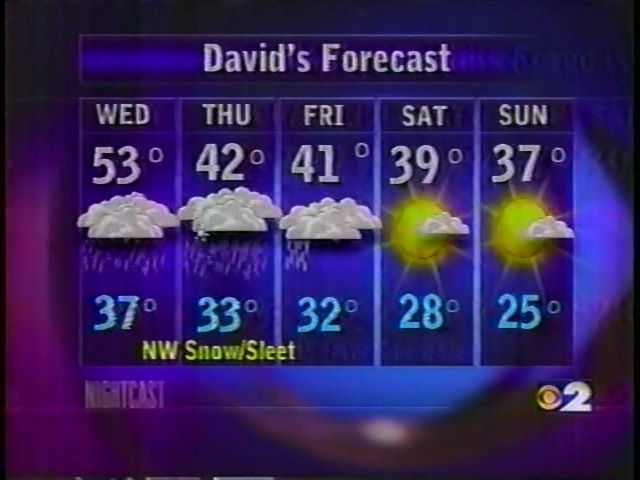 David's Forecast
WED THU FRI SAT SUN
53° 42° 41° 39° 37°
37° 33° 32° 28° 25°
NW Snow/Sleet
NIGHTCAST
2